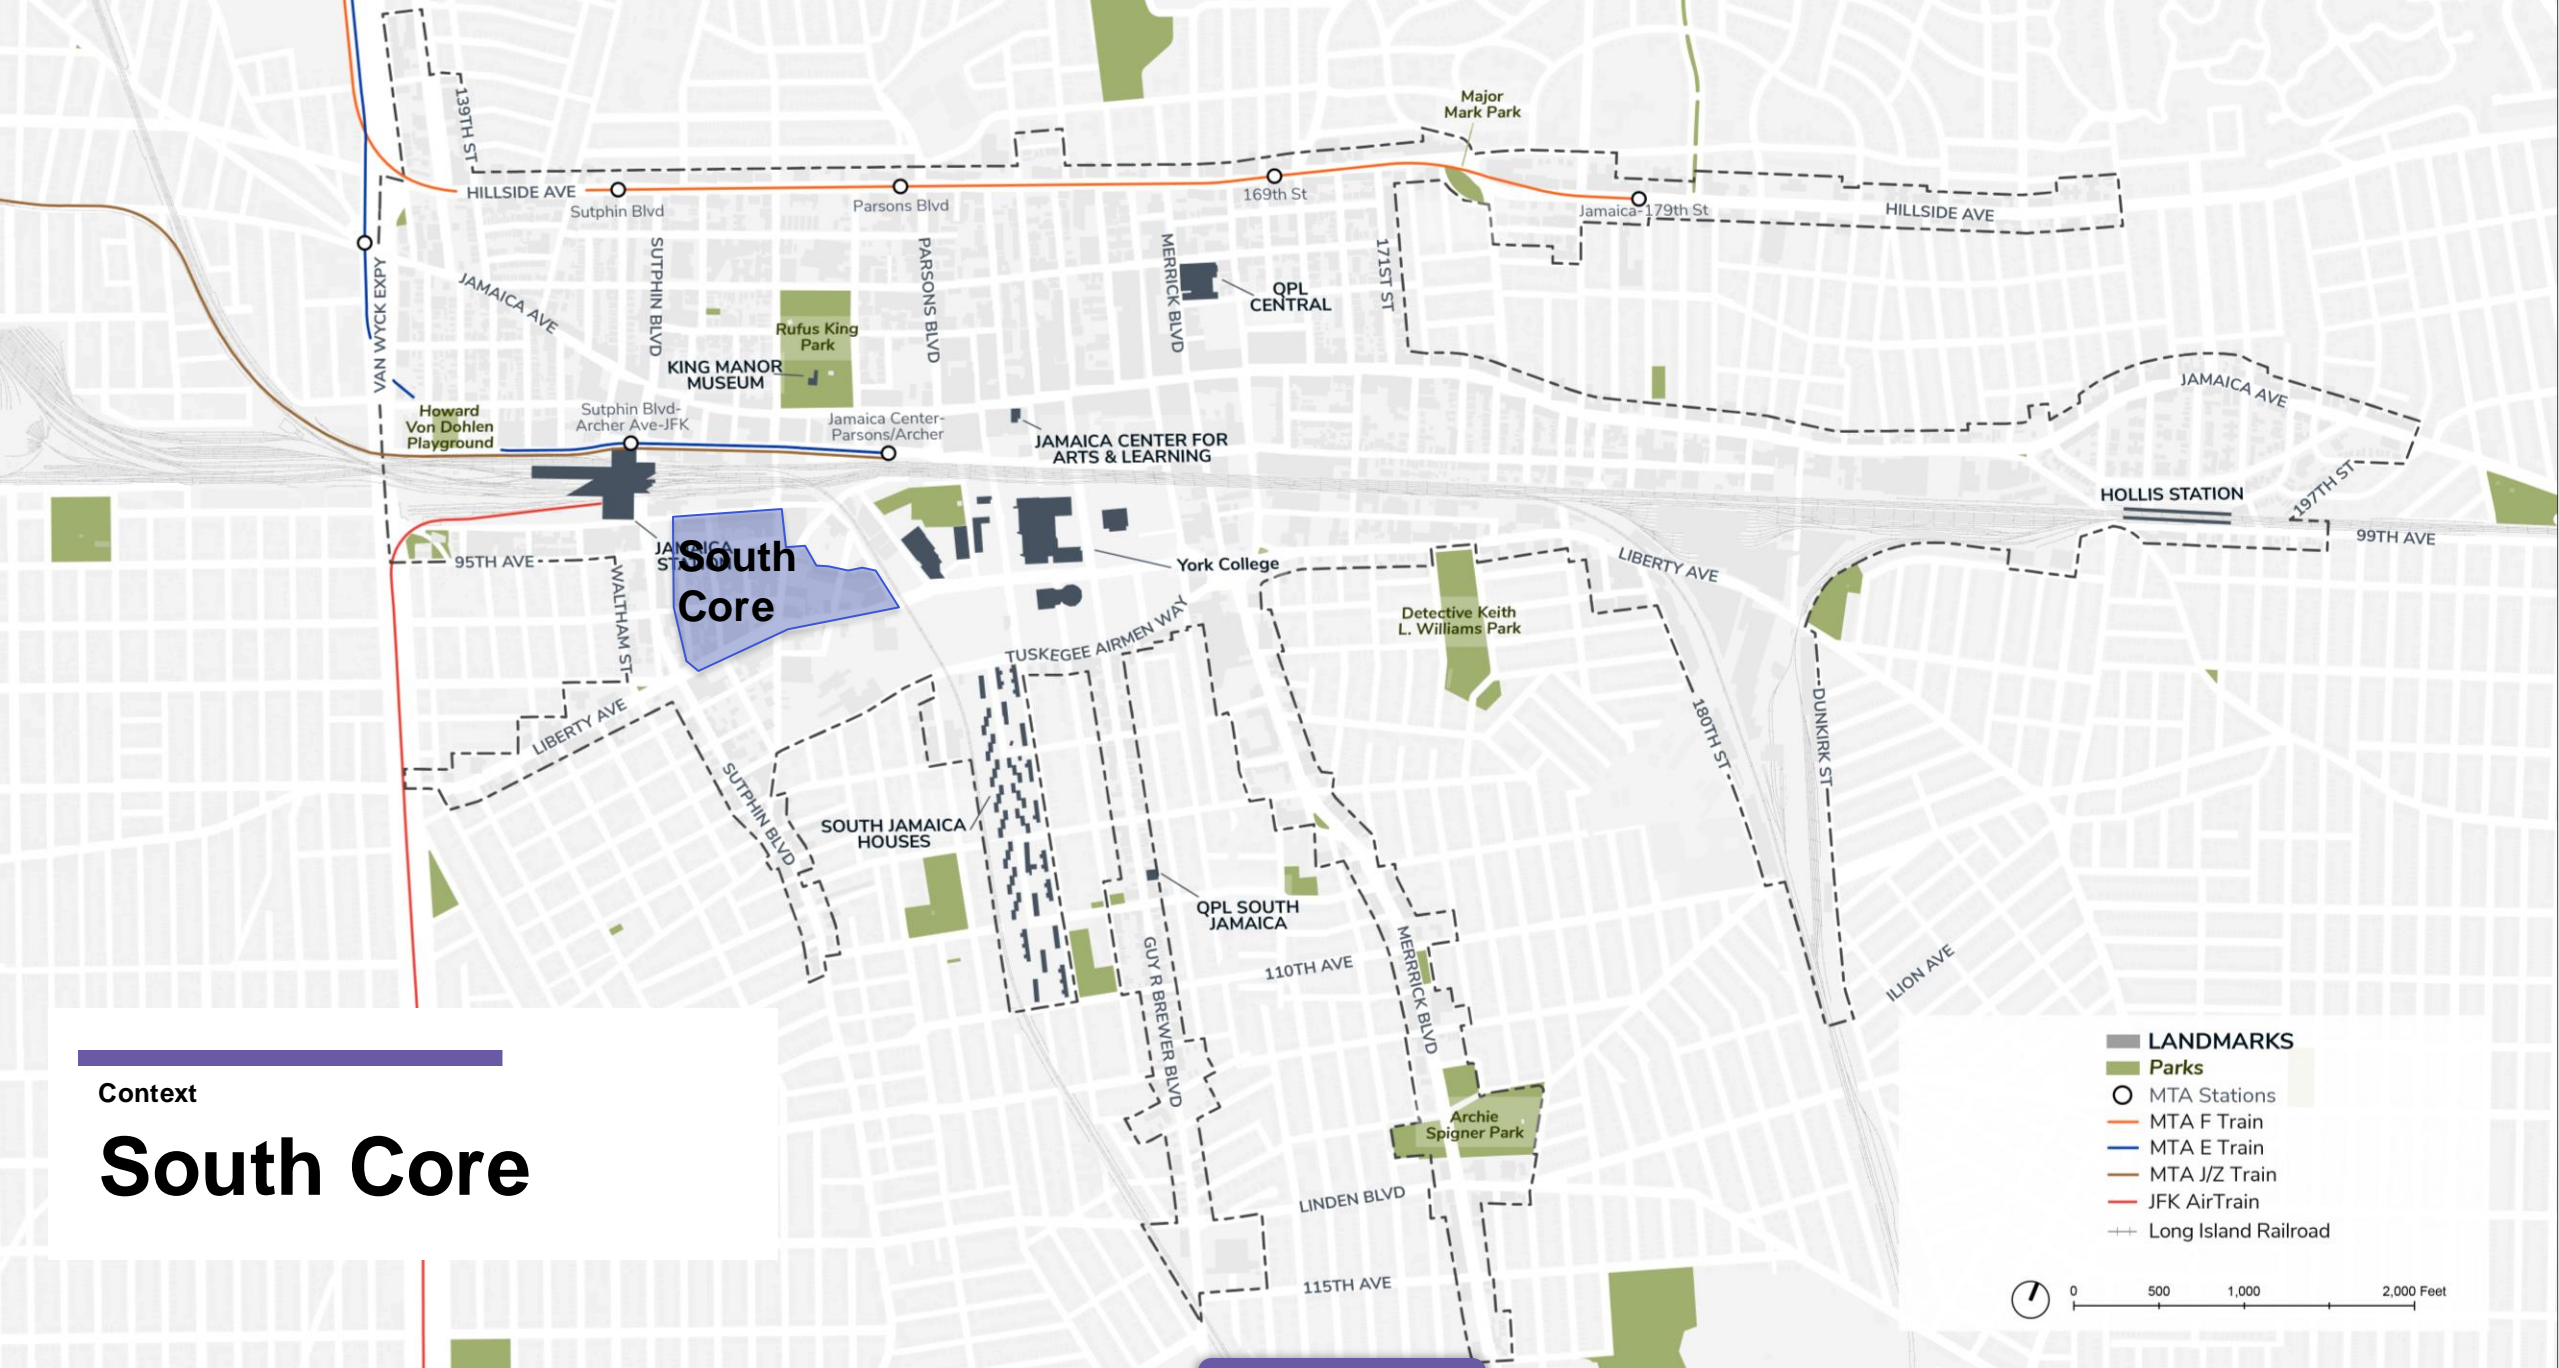 Major
Mark Park
139TH ST
HILLSIDE AVE
Sutphin Blvd
Parsons Blvd
169th St
Jamaica-179th St
HILLSIDE AVE
VAN WYCK EXPY
JAMAICA AVE
SUTPHIN BLVD
PARSONS BLVD
MERRICK BLVD
171ST ST
QPL
CENTRAL
Rufus King
Park
KING MANOR
MUSEUM
JAMAICA AVE
Howard
Von Dohlen
Playground
Sutphin Blvd-
Archer Ave-JFK
Jamaica Center-
Parsons/Archer
JAMAICA CENTER FOR
ARTS & LEARNING
HOLLIS STATION
197TH ST
99TH AVE
95TH AVE
JAMAICA
STATION
South
Core
York College
LIBERTY AVE
WALTHAM ST
Detective Keith
L. Williams Park
TUSKEGEE AIRMEN WAY
LIBERTY AVE
SUTPHIN BLVD
180TH ST
DUNKIRK ST
SOUTH JAMAICA
HOUSES
QPL SOUTH
JAMAICA
GUY R BREWER BLVD
110TH AVE
MERRRICK BLVD
ILION AVE
Archie
Spigner Park
LINDEN BLVD
115TH AVE
Context
South Core
LANDMARKS
Parks
MTA Stations
MTA F Train
MTA E Train
MTA J/Z Train
JFK AirTrain
Long Island Railroad
0 500 1,000 2,000 Feet